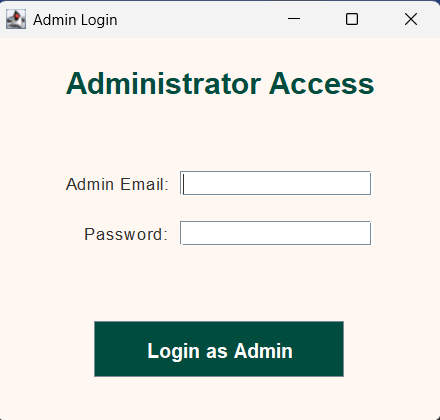 Admin Login
Administrator Access
Admin Email:
Password:
Login as Admin